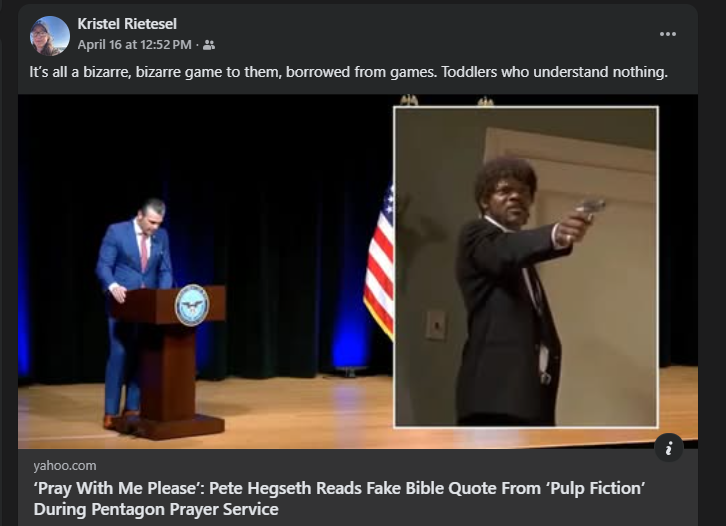 Kristel Rietesel
April 16 at 12:52 PM ·
It's all a bizarre, bizarre game to them, borrowed from games. Toddlers who understand nothing.
yahoo.com
'Pray With Me Please': Pete Hegseth Reads Fake Bible Quote From 'Pulp Fiction'
During Pentagon Prayer Service